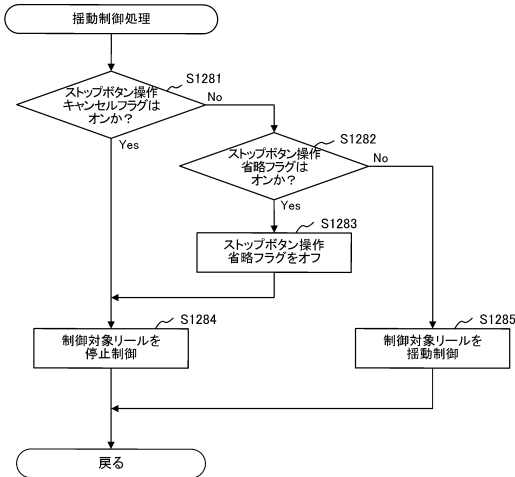 揺動制御処理
S1281
ストップボタン操作
キャンセルフラグは
オンか？
No
Yes
S1282
ストップボタン操作
省略フラグは
オンか？
No
Yes
S1283
ストップボタン操作
省略フラグをオフ
S1284
制御対象リールを
停止制御
S1285
制御対象リールを
揺動制御
戻る